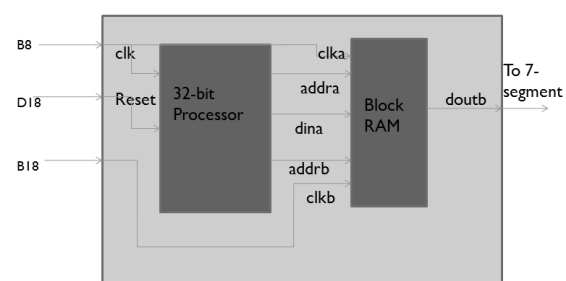 B8
clk
clka
To 7-
segment
addra
D18
Reset
32-bit
Processor
Block
RAM
doutb
dina
B18
addrb
clkb